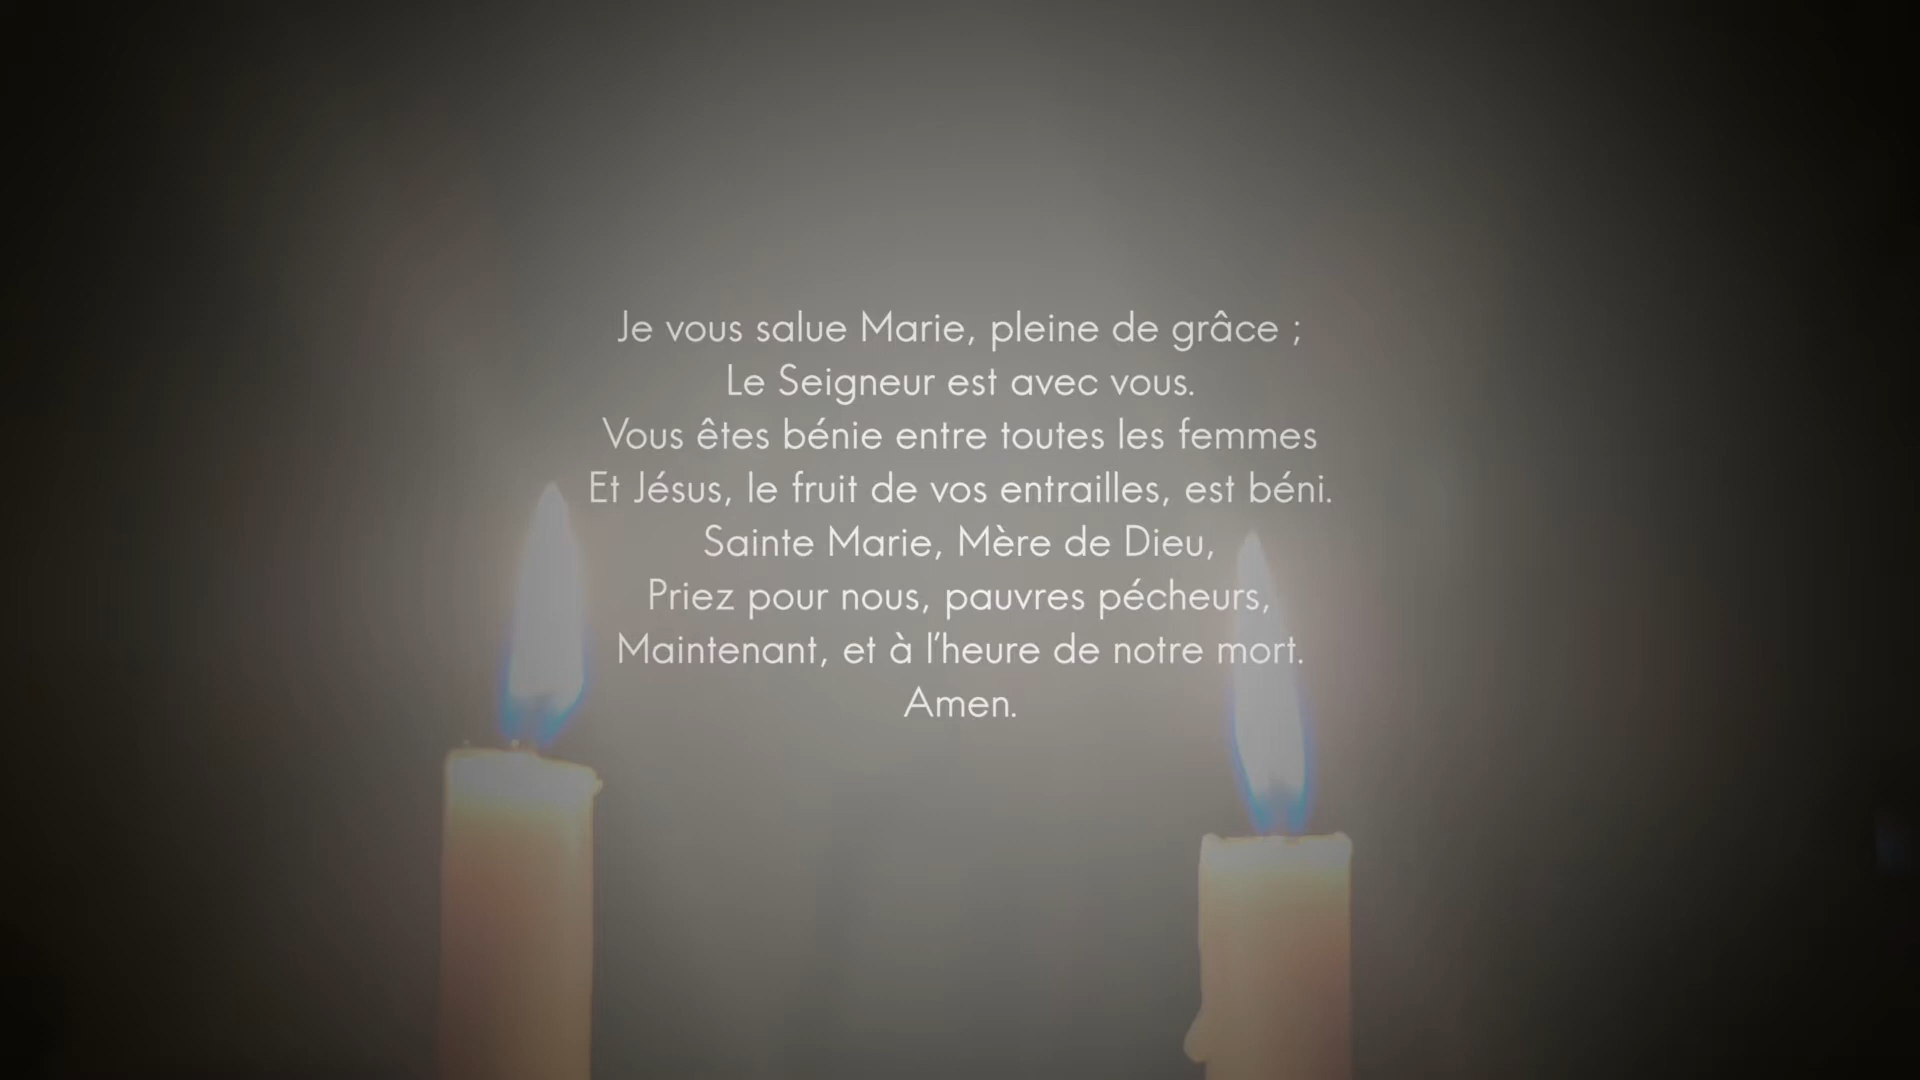 Je vous salue Marie, pleine de grâce ;
Le Seigneur est avec vous.
Vous êtes bénie entre toutes les femmes
Et Jésus, le fruit de vos entrailles, est béni.
Sainte Marie, Mère de Dieu,
Priez pour nous, pauvres pécheurs,
Maintenant, et à l’heure de notre mort.
Amen.